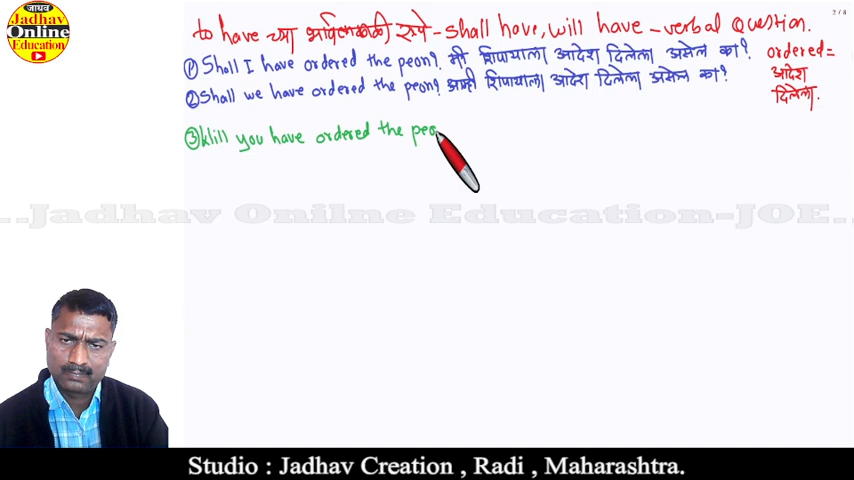 जाधव
Jadhav
Online
Education
to have च्या भविष्यकाळी रुपे - shall have, will have - verbal Question.
2 / 8
① Shall I have ordered the peon? मी शिपायाला आदेश दिलेला असेल का?
ordered = आदेश दिलेला.
② Shall we have ordered the peon? आम्ही शिपायाला आदेश दिलेला असेल का?
③ Will you have ordered the peo
..Jadhav Onilne Education-JOE..
Studio : Jadhav Creation , Radi , Maharashtra.